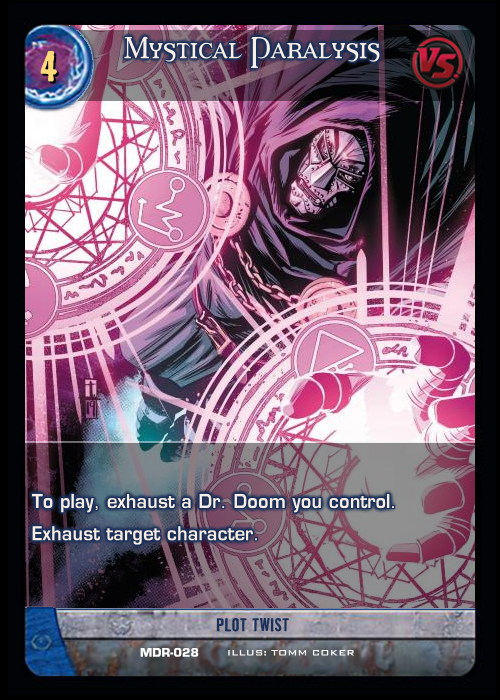 4
Mystical Paralysis
VS
To play, exhaust a Dr. Doom you control.
Exhaust target character.
PLOT TWIST
MDR-028 ILLUS: TOMM COKER